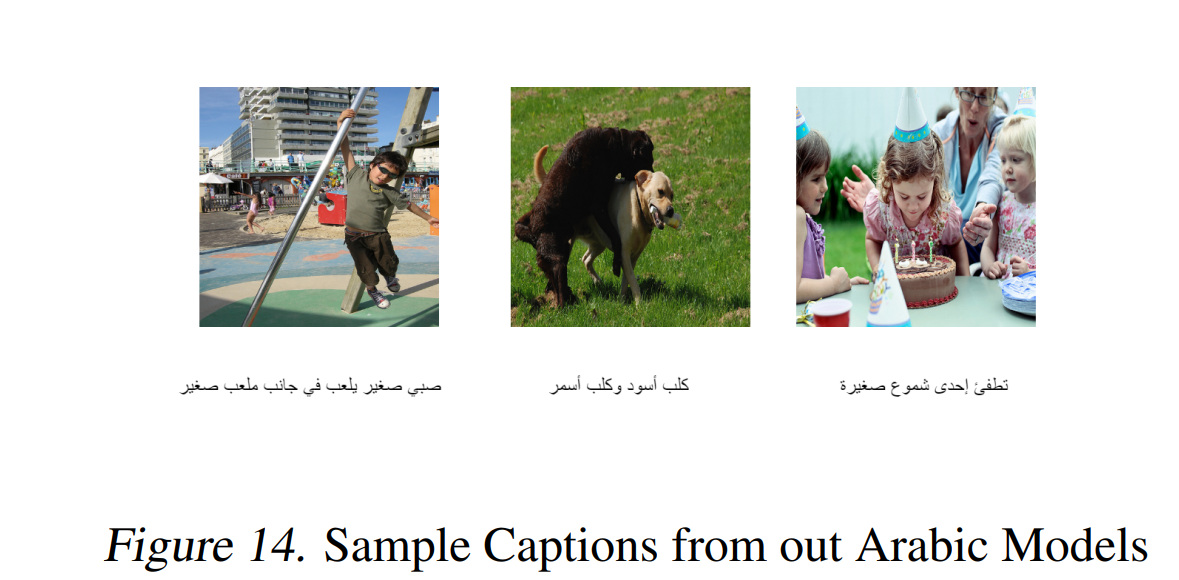 صبي صغير يلعب في جانب ملعب صغير
كلب أسود وكلب أسمر
تطفئ إحدى شموع صغيرة
Figure 14. Sample Captions from out Arabic Models